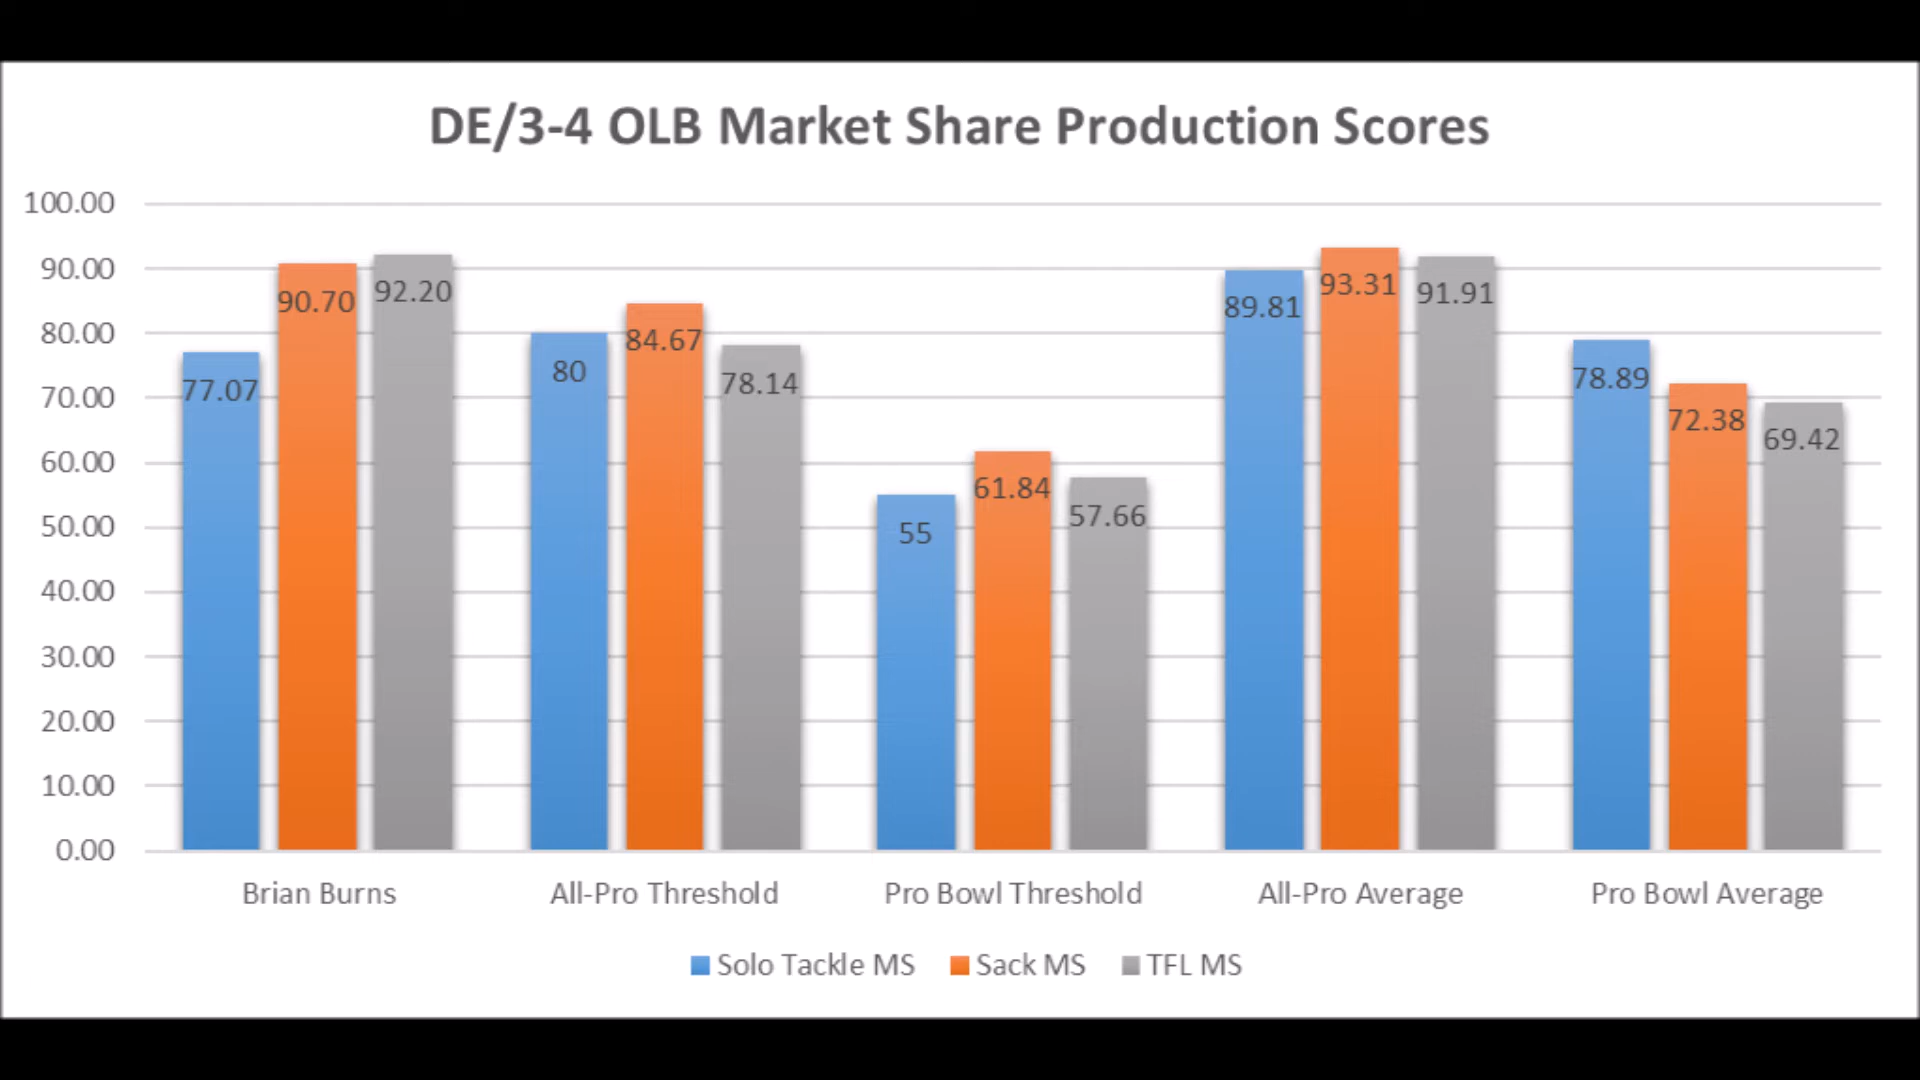 DE/3-4 OLB Market Share Production Scores
100.00
90.00
80.00
70.00
60.00
50.00
40.00
30.00
20.00
10.00
0.00
77.07 90.70 92.20
80 84.67 78.14
55 61.84 57.66
89.81 93.31 91.91
78.89 72.38 69.42
Brian Burns All-Pro Threshold Pro Bowl Threshold All-Pro Average Pro Bowl Average
Solo Tackle MS Sack MS TFL MS